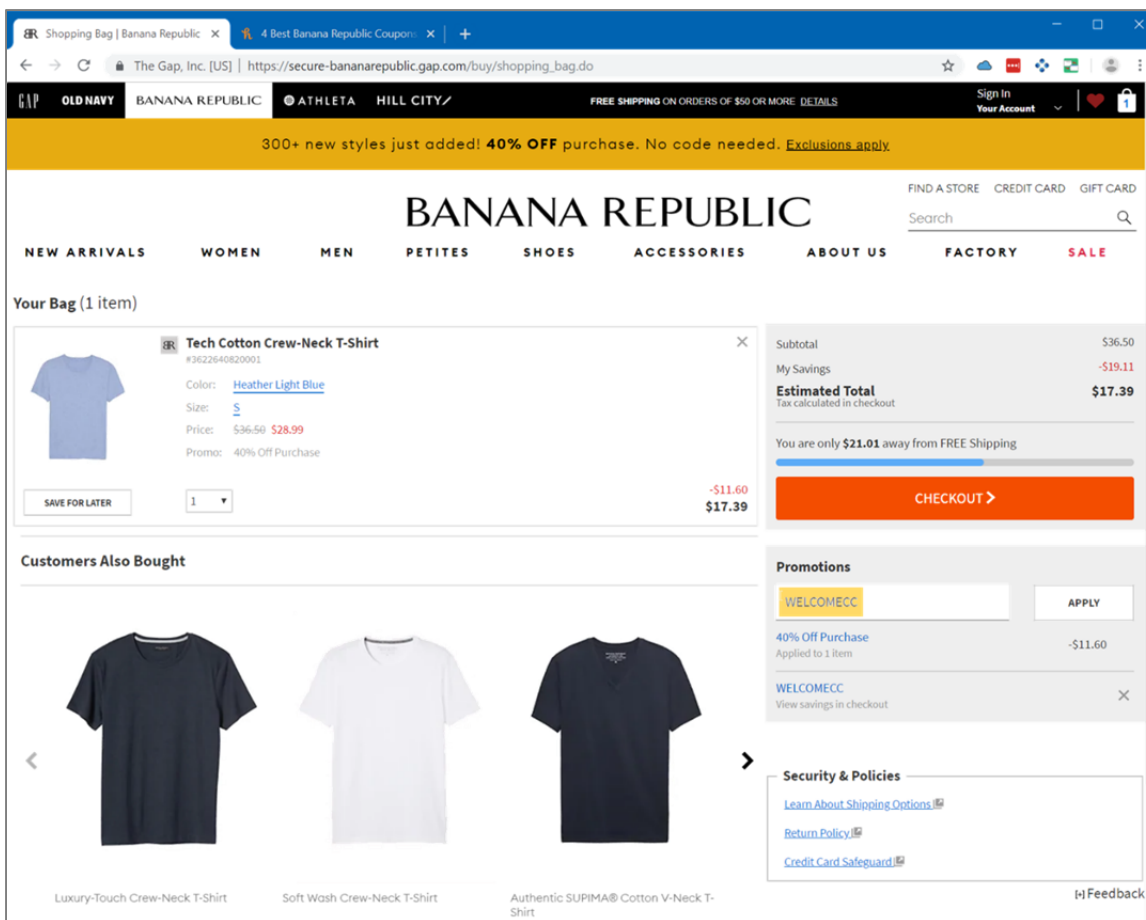 Shopping Bag | Banana Republic
4 Best Banana Republic Coupons
The Gap, Inc. [US] | https://secure-bananarepublic.gap.com/buy/shopping_bag.do
GAP OLD NAVY BANANA REPUBLIC ATHLETA HILL CITY FREE SHIPPING ON ORDERS OF $50 OR MORE DETAILS
Sign In
Your Account
1
300+ new styles just added! 40% OFF purchase. No code needed. Exclusions apply
FIND A STORE CREDIT CARD GIFT CARD
BANANA REPUBLIC
Search
NEW ARRIVALS WOMEN MEN PETITES SHOES ACCESSORIES ABOUT US FACTORY SALE
Your Bag (1 item)
BR Tech Cotton Crew-Neck T-Shirt
#3622640820001
Color: Heather Light Blue
Size: S
Price: $36.50 $28.99
Promo: 40% Off Purchase
SAVE FOR LATER
1
-$11.60
$17.39
Subtotal $36.50
My Savings -$19.11
Estimated Total $17.39
Tax calculated in checkout
You are only $21.01 away from FREE Shipping
CHECKOUT
Customers Also Bought
Luxury-Touch Crew-Neck T-Shirt
Soft Wash Crew-Neck T-Shirt
Authentic SUPIMA® Cotton V-Neck T-
Shirt
Promotions
WELCOMECC APPLY
40% Off Purchase -$11.60
Applied to 1 item
WELCOMECC
View savings in checkout
Security & Policies
Learn About Shipping Options
Return Policy
Credit Card Safeguard
[+] Feedback